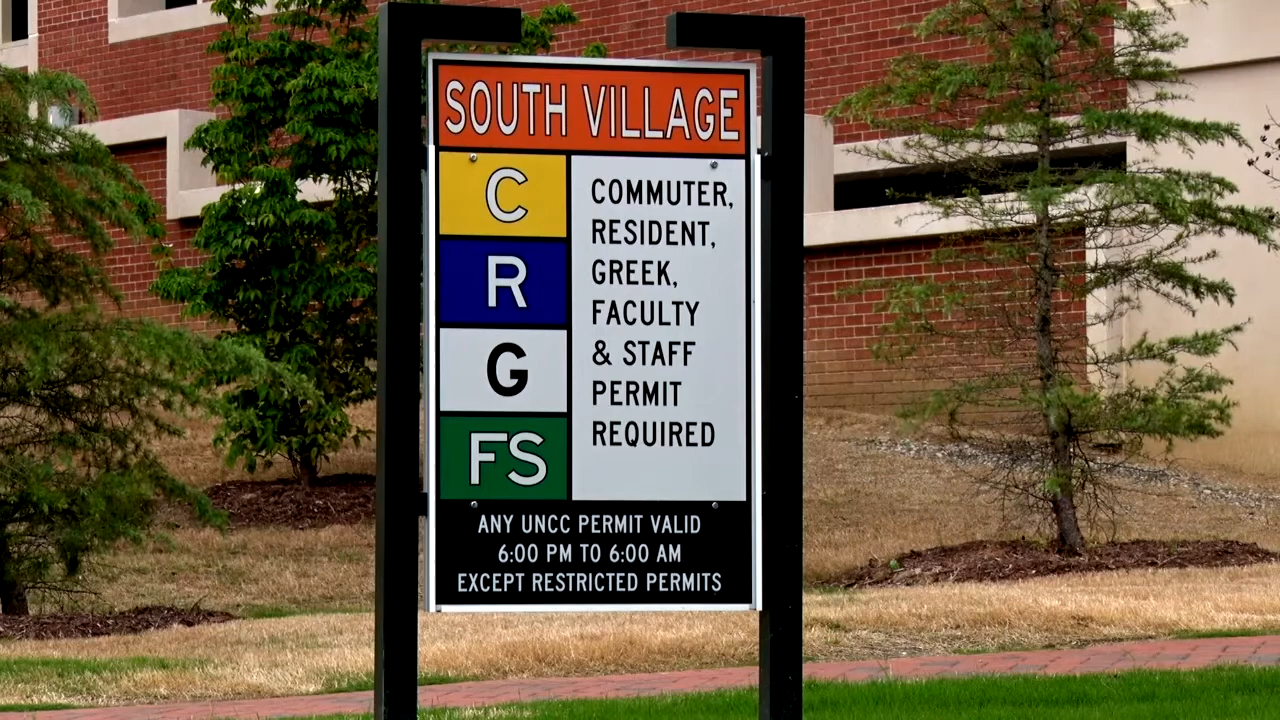 SOUTH VILLAGE
C
R
G
FS
COMMUTER,
RESIDENT,
GREEK,
FACULTY
& STAFF
PERMIT
REQUIRED
ANY UNCC PERMIT VALID
6:00 PM TO 6:00 AM
EXCEPT RESTRICTED PERMITS